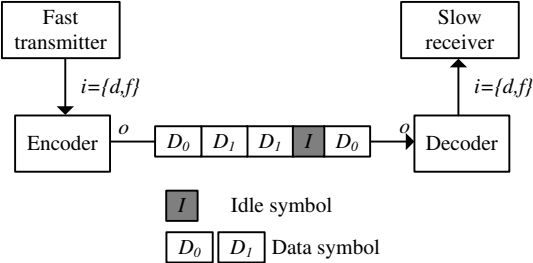 Fast transmitter
Slow receiver
i={d,f}
i={d,f}
Encoder
o
D0 D1 D1 I D0
o
Decoder
I Idle symbol
D0 D1 Data symbol